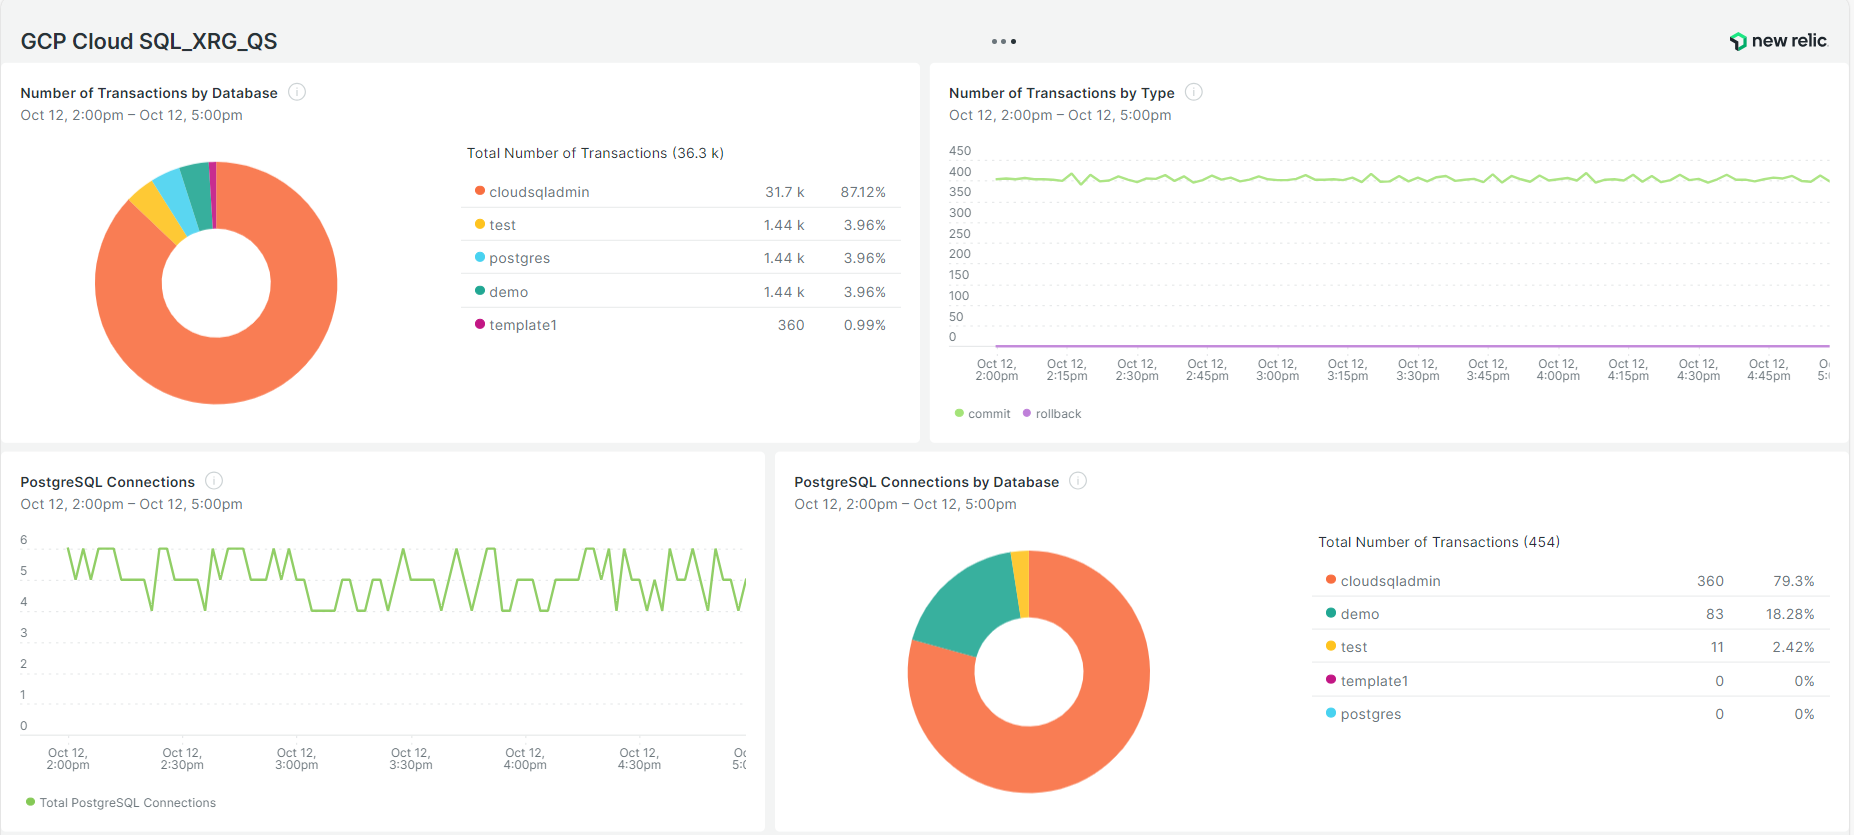 GCP Cloud SQL_XRG_QS
new relic
Number of Transactions by Database
Oct 12, 2:00pm – Oct 12, 5:00pm
Total Number of Transactions (36.3 k)
cloudsqladmin 31.7 k 87.12%
test 1.44 k 3.96%
postgres 1.44 k 3.96%
demo 1.44 k 3.96%
template1 360 0.99%
Number of Transactions by Type
Oct 12, 2:00pm – Oct 12, 5:00pm
450
400
350
300
250
200
150
100
50
0
Oct 12, Oct 12, Oct 12, Oct 12, Oct 12, Oct 12, Oct 12, Oct 12, Oct 12, Oct 12, Oct 12, Oct 12,
2:00pm 2:15pm 2:30pm 2:45pm 3:00pm 3:15pm 3:30pm 3:45pm 4:00pm 4:15pm 4:30pm 4:45pm
commit rollback
PostgreSQL Connections
Oct 12, 2:00pm – Oct 12, 5:00pm
6
5
4
3
2
1
0
Oct 12, Oct 12, Oct 12, Oct 12, Oct 12, Oct 12,
2:00pm 2:30pm 3:00pm 3:30pm 4:00pm 4:30pm
Total PostgreSQL Connections
PostgreSQL Connections by Database
Oct 12, 2:00pm – Oct 12, 5:00pm
Total Number of Transactions (454)
cloudsqladmin 360 79.3%
demo 83 18.28%
test 11 2.42%
template1 0 0%
postgres 0 0%